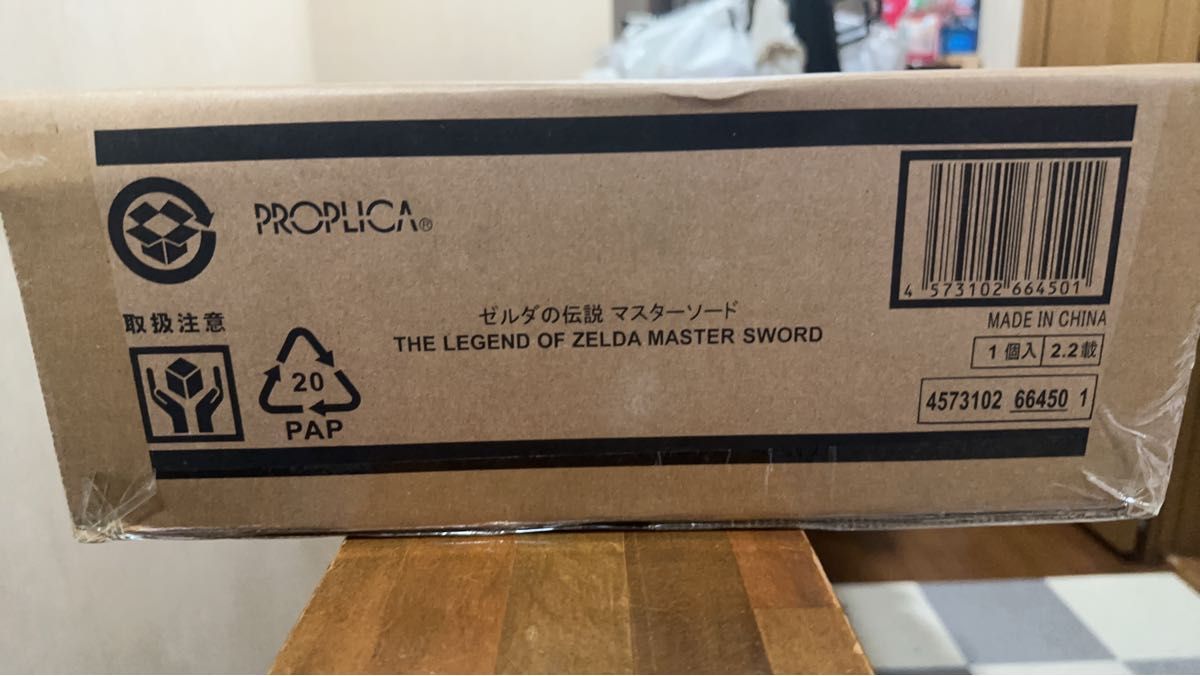 PROPLICA®
ゼルダの伝説 マスターソード
THE LEGEND OF ZELDA MASTER SWORD
取扱注意
20
PAP
4 573102 664501
MADE IN CHINA
1個入 2.2載
4573102 66450 1